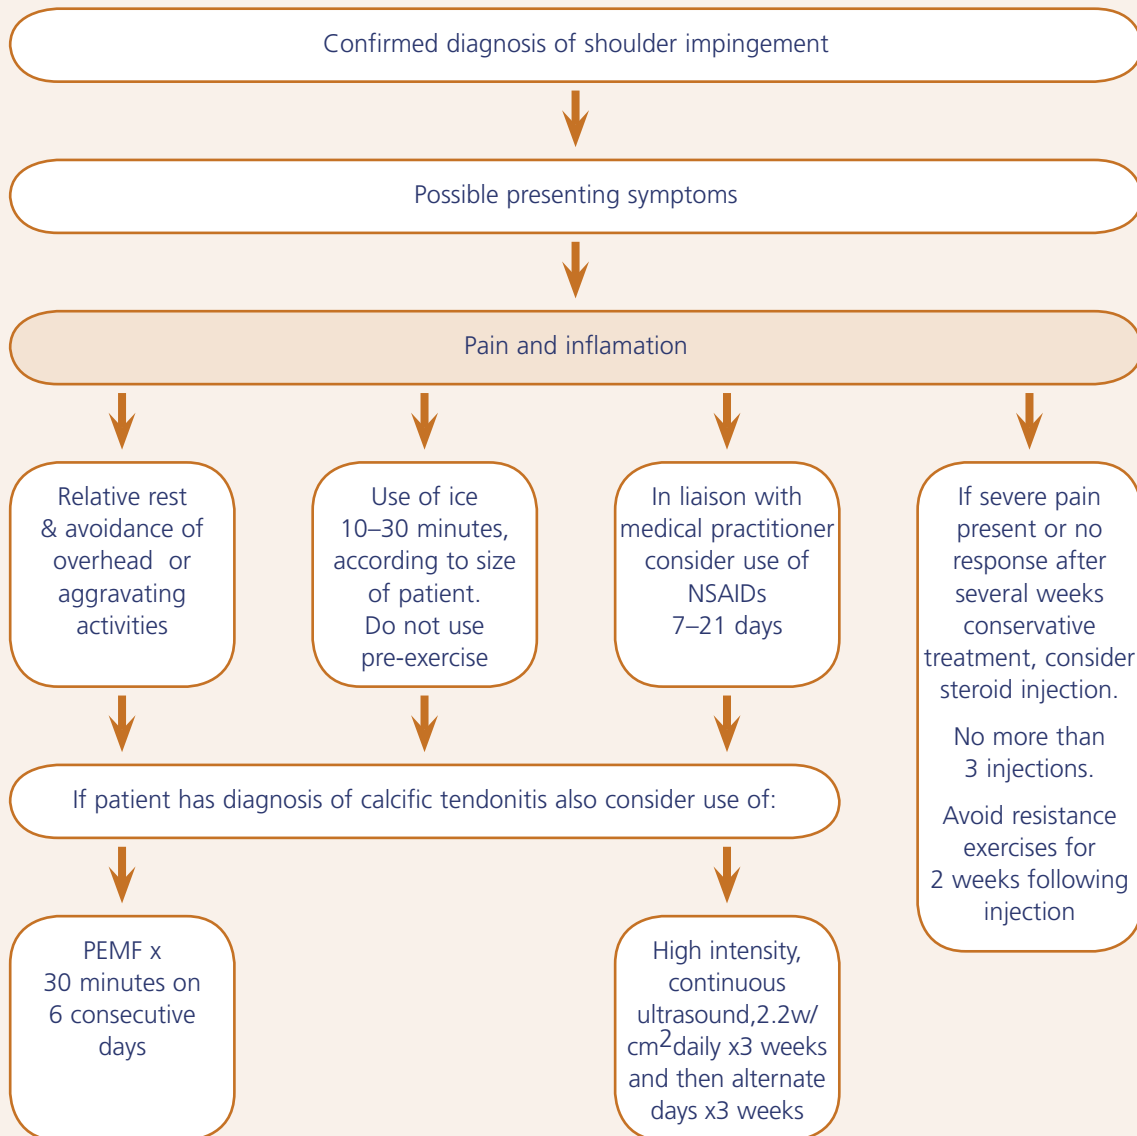 Confirmed diagnosis of shoulder impingement
Possible presenting symptoms
Pain and inflamation
Relative rest
& avoidance of
overhead or
aggravating
activities
Use of ice
10–30 minutes,
according to size
of patient.
Do not use
pre-exercise
In liaison with
medical practitioner
consider use of
NSAIDs
7–21 days
If severe pain
present or no
response after
several weeks
conservative
treatment, consider
steroid injection.
No more than
3 injections.
Avoid resistance
exercises for
2 weeks following
injection
If patient has diagnosis of calcific tendonitis also consider use of:
PEMF x
30 minutes on
6 consecutive
days
High intensity,
continuous
ultrasound,2.2w/
cm²daily x3 weeks
and then alternate
days x3 weeks